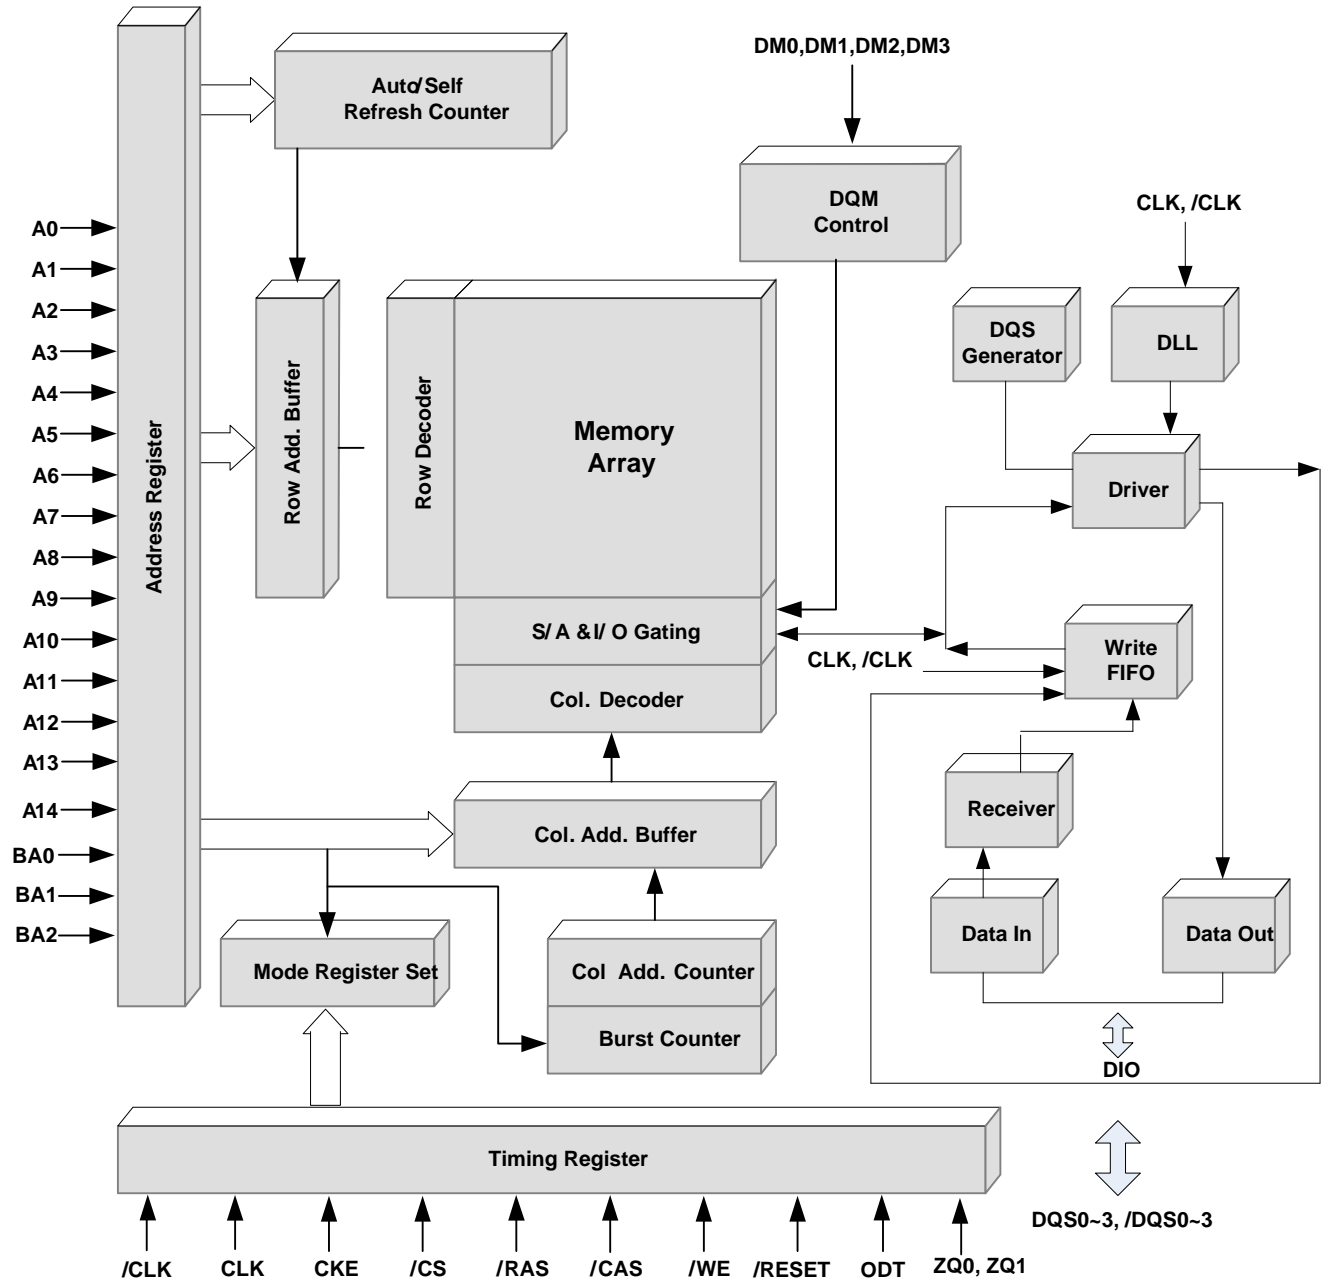 DM0,DM1,DM2,DM3
Auto/Self
Refresh Counter
DQM
Control
CLK, /CLK
A0
A1
A2
A3
A4
A5
A6
A7
A8
A9
A10
A11
A12
A13
A14
BA0
BA1
BA2
Address Register
Row Add. Buffer
Row Decoder
Memory
Array
DQS
Generator
DLL
Driver
S/ A & I/ O Gating
CLK, /CLK
Write
FIFO
Col. Decoder
Receiver
Col. Add. Buffer
Data In
Data Out
Mode Register Set
Col Add. Counter
Burst Counter
DIO
Timing Register
DQS0~3, /DQS0~3
/CLK
CLK
CKE
/CS
/RAS
/CAS
/WE
/RESET
ODT
ZQ0, ZQ1